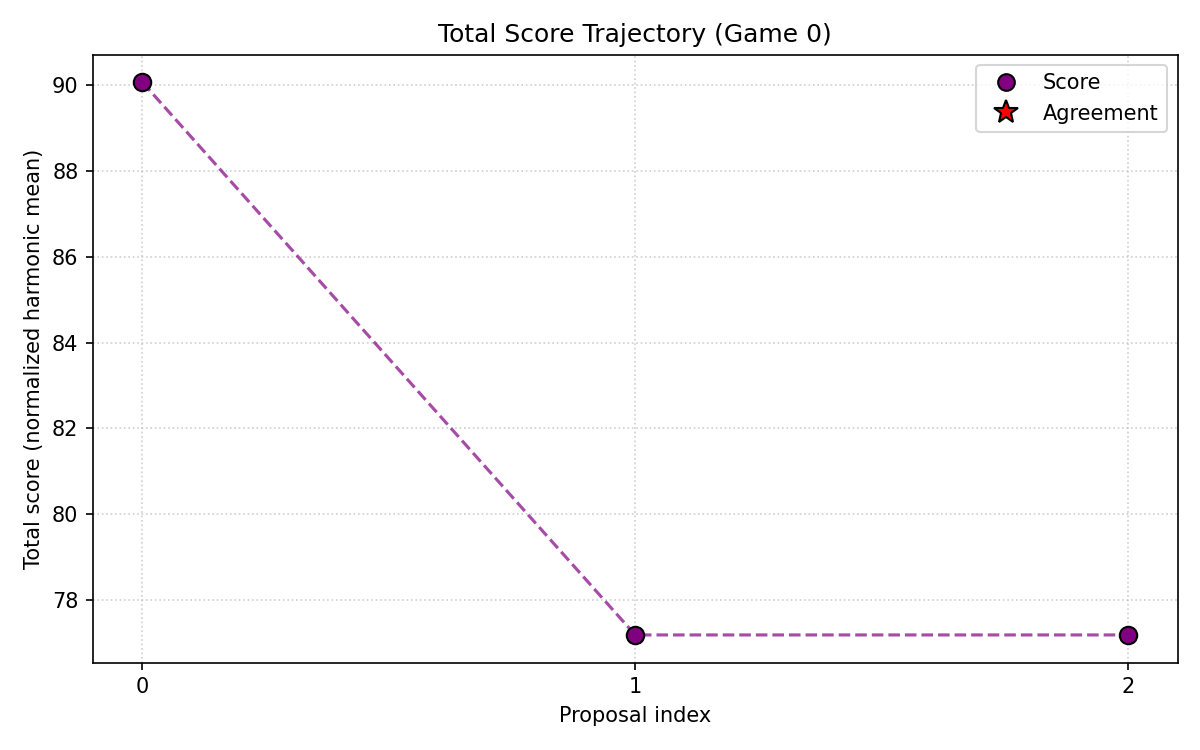 Total Score Trajectory (Game 0)
Score
Agreement
Total score (normalized harmonic mean)
90
88
86
84
82
80
78
0
1
2
Proposal index